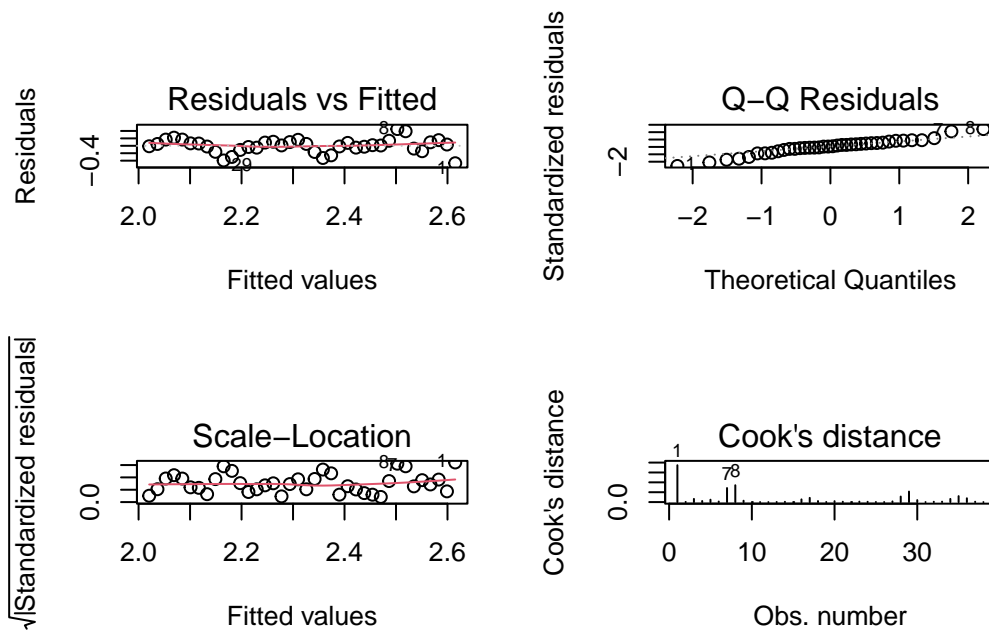 Residuals vs Fitted
Residuals
−0.4
8
29
1
2.0 2.2 2.4 2.6
Fitted values
Q−Q Residuals
Standardized residuals
−2
1
7
8
−2 −1 0 1 2
Theoretical Quantiles
Scale−Location
√|Standardized residuals|
0.0
8
7
1
2.0 2.2 2.4 2.6
Fitted values
Cook's distance
Cook's distance
0.0
1
7
8
0 10 20 30
Obs. number